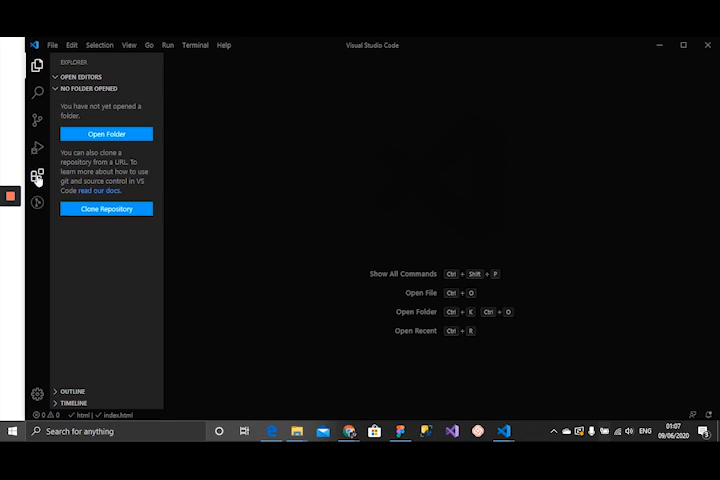 File Edit Selection View Go Run Terminal Help
Visual Studio Code
EXPLORER
OPEN EDITORS
NO FOLDER OPENED
You have not yet opened a
folder.
Open Folder
You can also clone a
repository from a URL. To
learn more about how to use
git and source control in VS
Code read our docs.
Clone Repository
Show All Commands Ctrl + Shift + P
Open File Ctrl + O
Open Folder Ctrl + K Ctrl + O
Open Recent Ctrl + R
OUTLINE
TIMELINE
0 0 html | index.html
Search for anything
ENG
01:07
09/06/2020
3